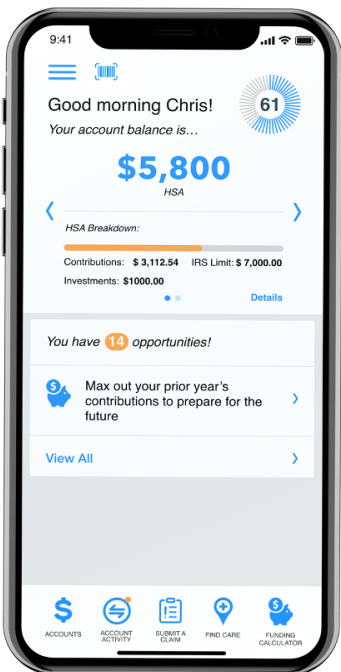 9:41
Good morning Chris!
61
Your account balance is...
$5,800
HSA
HSA Breakdown:
Contributions: $ 3,112.54 IRS Limit: $ 7,000.00
Investments: $1000.00
Details
You have 14 opportunities!
Max out your prior year's
contributions to prepare for the
future
View All
ACCOUNTS
ACCOUNT
ACTIVITY
SUBMIT A
CLAIM
FIND CARE
FUNDING
CALCULATOR